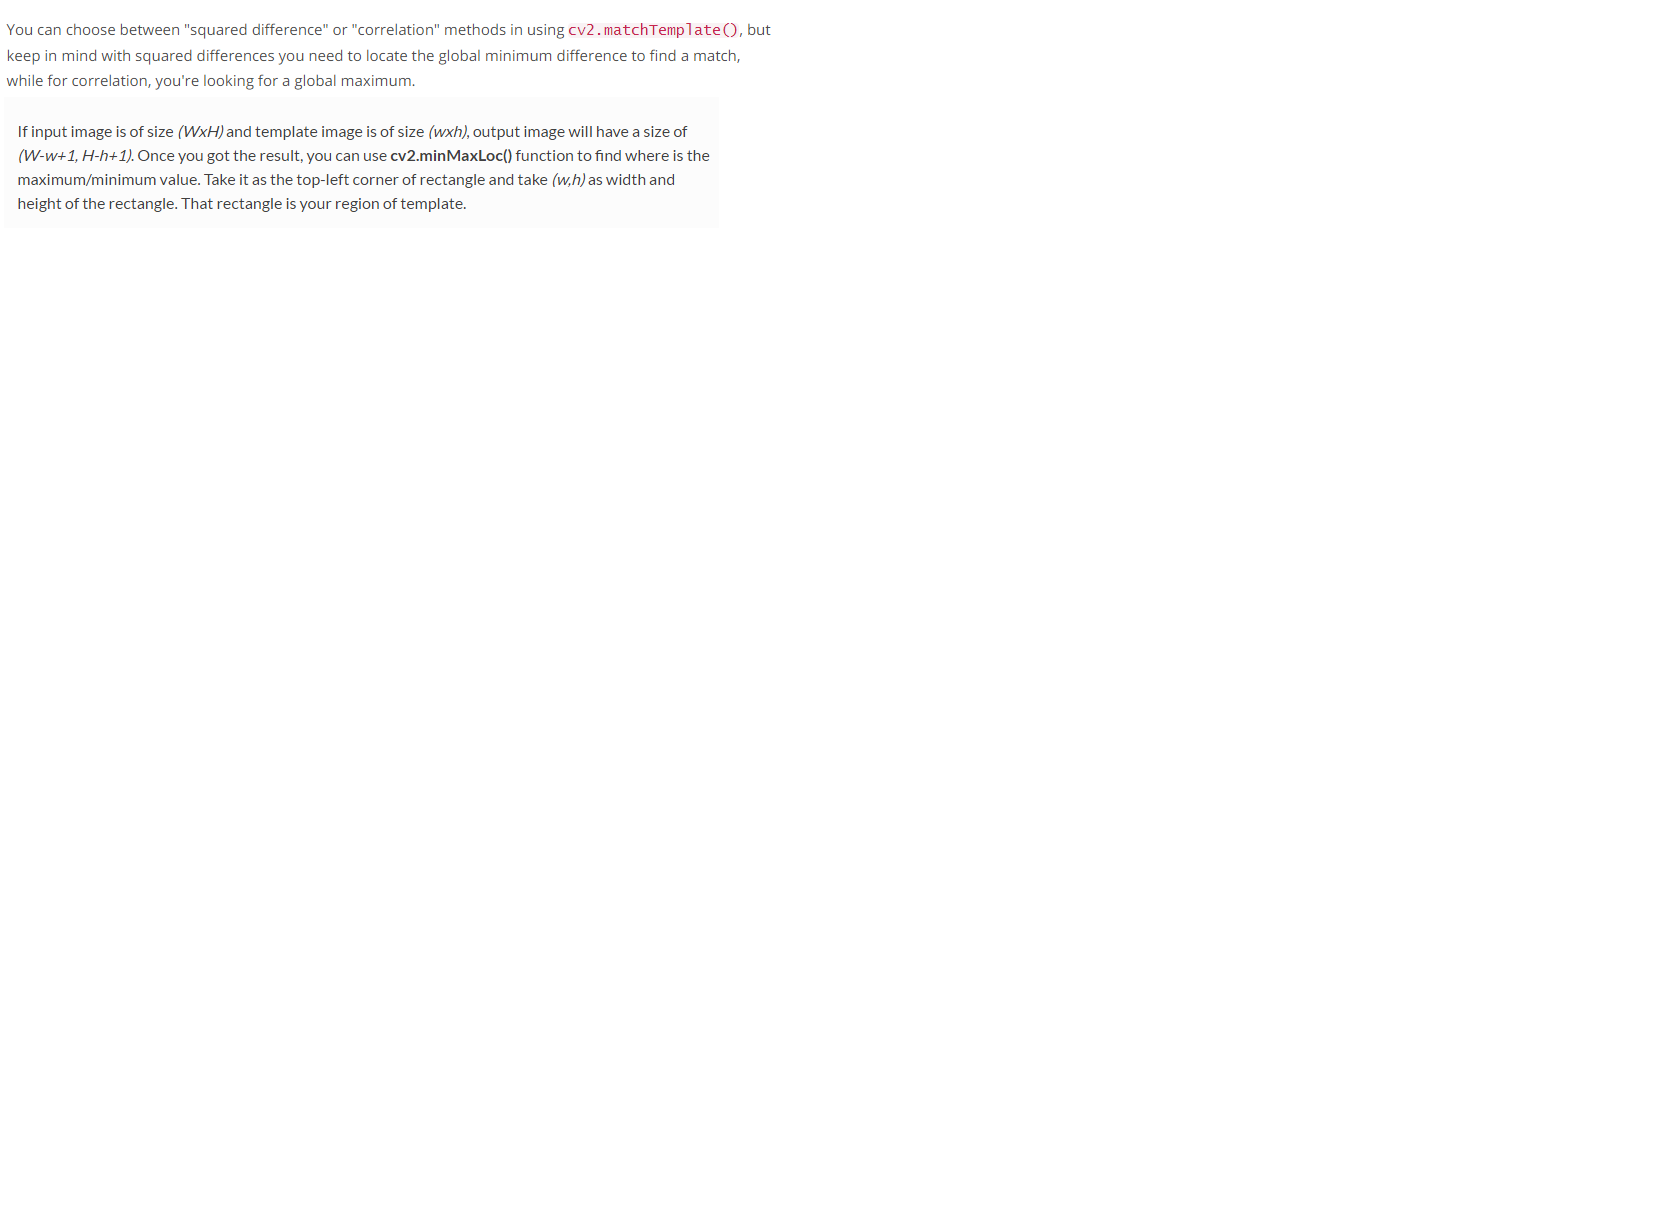 You can choose between "squared difference" or "correlation" methods in using cv2.matchTemplate(), but
keep in mind with squared differences you need to locate the global minimum difference to find a match,
while for correlation, you're looking for a global maximum.
If input image is of size (WxH) and template image is of size (wxh), output image will have a size of
(W-w+1, H-h+1). Once you got the result, you can use cv2.minMaxLoc() function to find where is the
maximum/minimum value. Take it as the top-left corner of rectangle and take (w,h) as width and
height of the rectangle. That rectangle is your region of template.